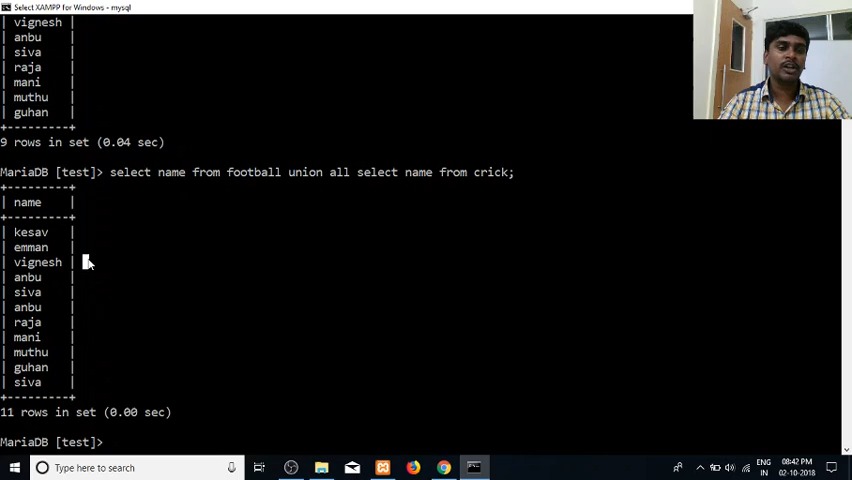 Select XAMPP for Windows - mysql
| vignesh |
| anbu    |
| siva    |
| raja    |
| mani    |
| muthu   |
| guhan   |
+---------+
9 rows in set (0.04 sec)
MariaDB [test]> select name from football union all select name from crick;
+---------+
| name    |
+---------+
| kesav   |
| emman   |
| vignesh |
| anbu    |
| siva    |
| anbu    |
| raja    |
| mani    |
| muthu   |
| guhan   |
| siva    |
+---------+
11 rows in set (0.00 sec)
MariaDB [test]>
Type here to search
ENG
IN
08:42 PM
02-10-2018